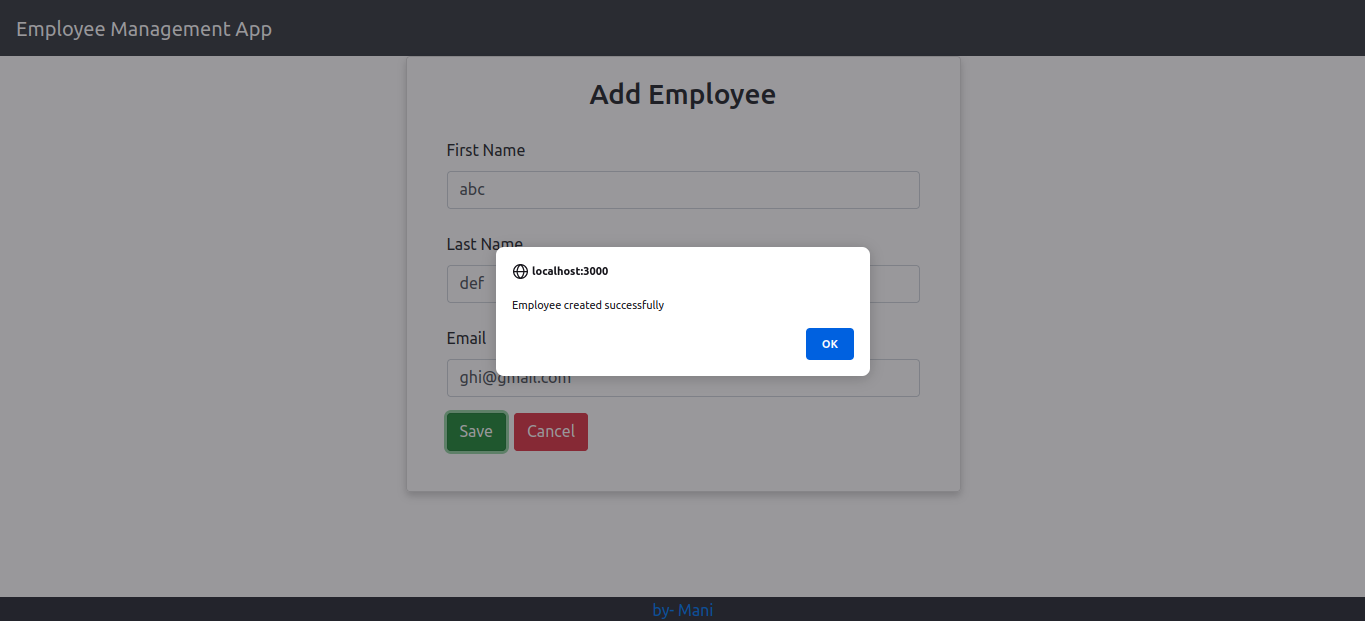 Employee Management App
Add Employee
First Name
abc
Last Name
def
localhost:3000
Employee created successfully
OK
Email
ghi@gmail.com
Save Cancel
by- Mani